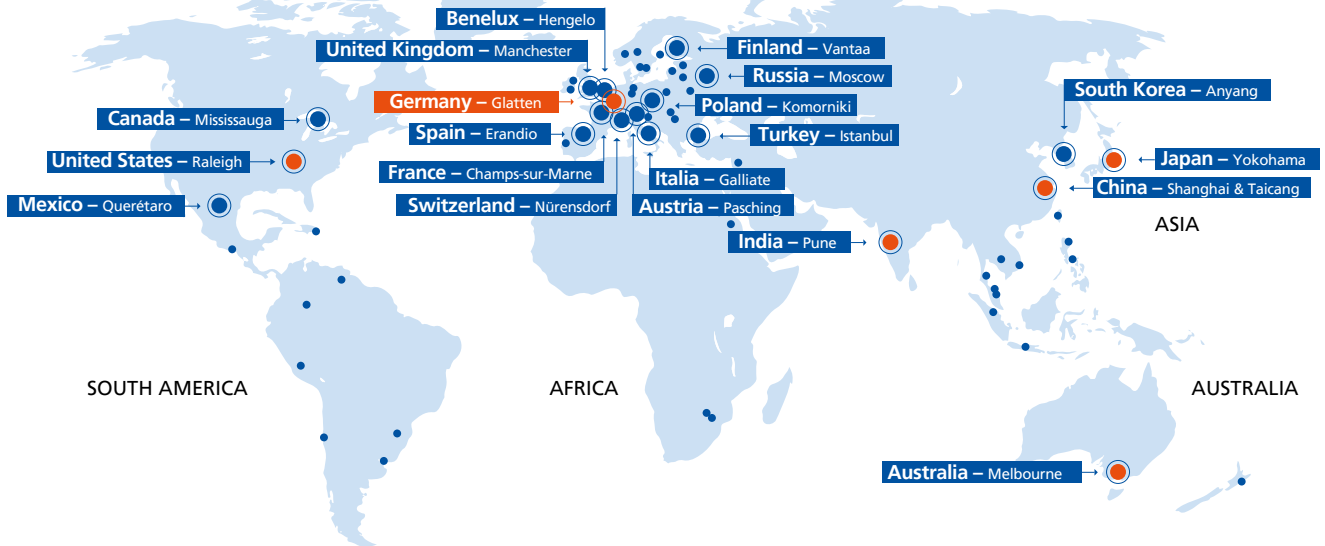 Benelux – Hengelo
United Kingdom – Manchester
Finland – Vantaa
Russia – Moscow
South Korea – Anyang
Germany – Glatten
Poland – Komorniki
Canada – Mississauga
Spain – Erandio
Turkey – Istanbul
United States – Raleigh
Japan – Yokohama
France – Champs-sur-Marne
Italia – Galliate
China – Shanghai & Taicang
Mexico – Querétaro
Switzerland – Nürensdorf
Austria – Pasching
ASIA
India – Pune
SOUTH AMERICA
AFRICA
AUSTRALIA
Australia – Melbourne